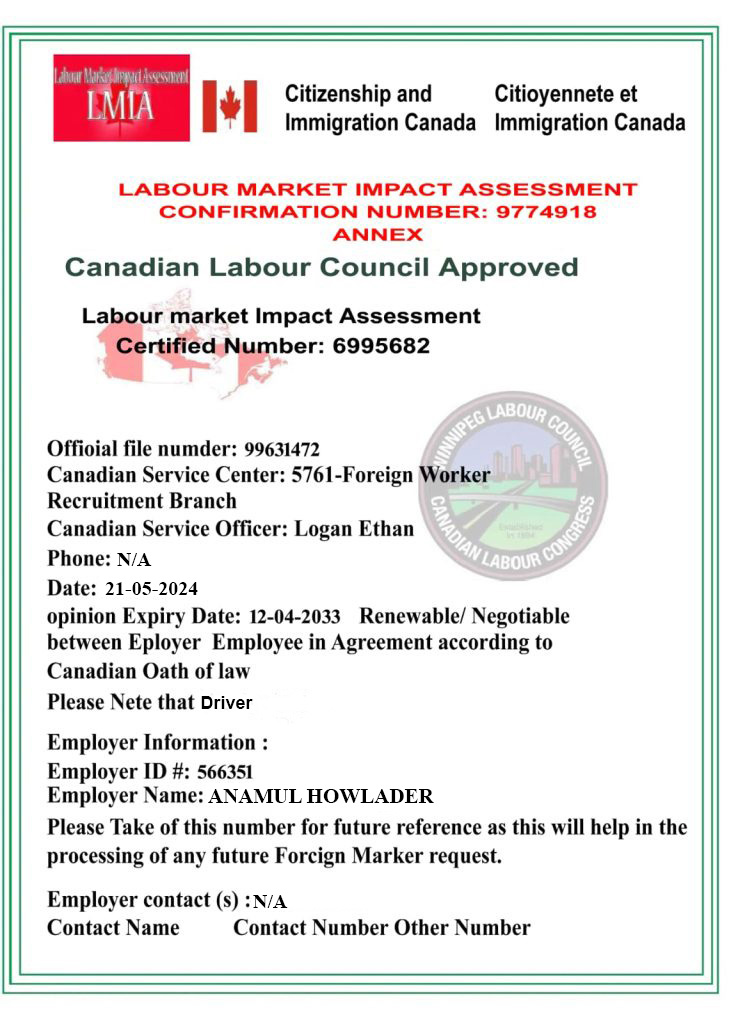 Labour Market Impact Assessment
LMIA
Citizenship and
Immigration Canada
Citioyennete et
Immigration Canada
LABOUR MARKET IMPACT ASSESSMENT
CONFIRMATION NUMBER: 9774918
ANNEX
Canadian Labour Council Approved
Labour market Impact Assessment
Certified Number: 6995682
WINNIPEG LABOUR COUNCIL
Established
in 1894
CANADIAN LABOUR CONGRESS
Offioial file numder: 99631472
Canadian Service Center: 5761-Foreign Worker
Recruitment Branch
Canadian Service Officer: Logan Ethan
Phone: N/A
Date: 21-05-2024
opinion Expiry Date: 12-04-2033 Renewable/ Negotiable
between Eployer Employee in Agreement according to
Canadian Oath of law
Please Nete that Driver
Employer Information :
Employer ID #: 566351
Employer Name: ANAMUL HOWLADER
Please Take of this number for future reference as this will help in the
processing of any future Forcign Marker request.
Employer contact (s) : N/A
Contact Name Contact Number Other Number